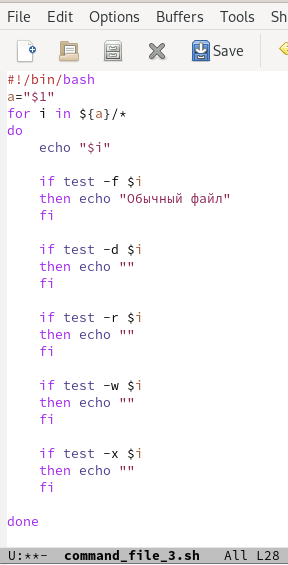 File Edit Options Buffers Tools Sh
Save
#!/bin/bash
a="$1"
for i in ${a}/*
do
    echo "$i"

    if test -f $i
    then echo "Обычный файл"
    fi

    if test -d $i
    then echo ""
    fi

    if test -r $i
    then echo ""
    fi

    if test -w $i
    then echo ""
    fi

    if test -x $i
    then echo ""
    fi

done
U:**- command_file_3.sh All L28